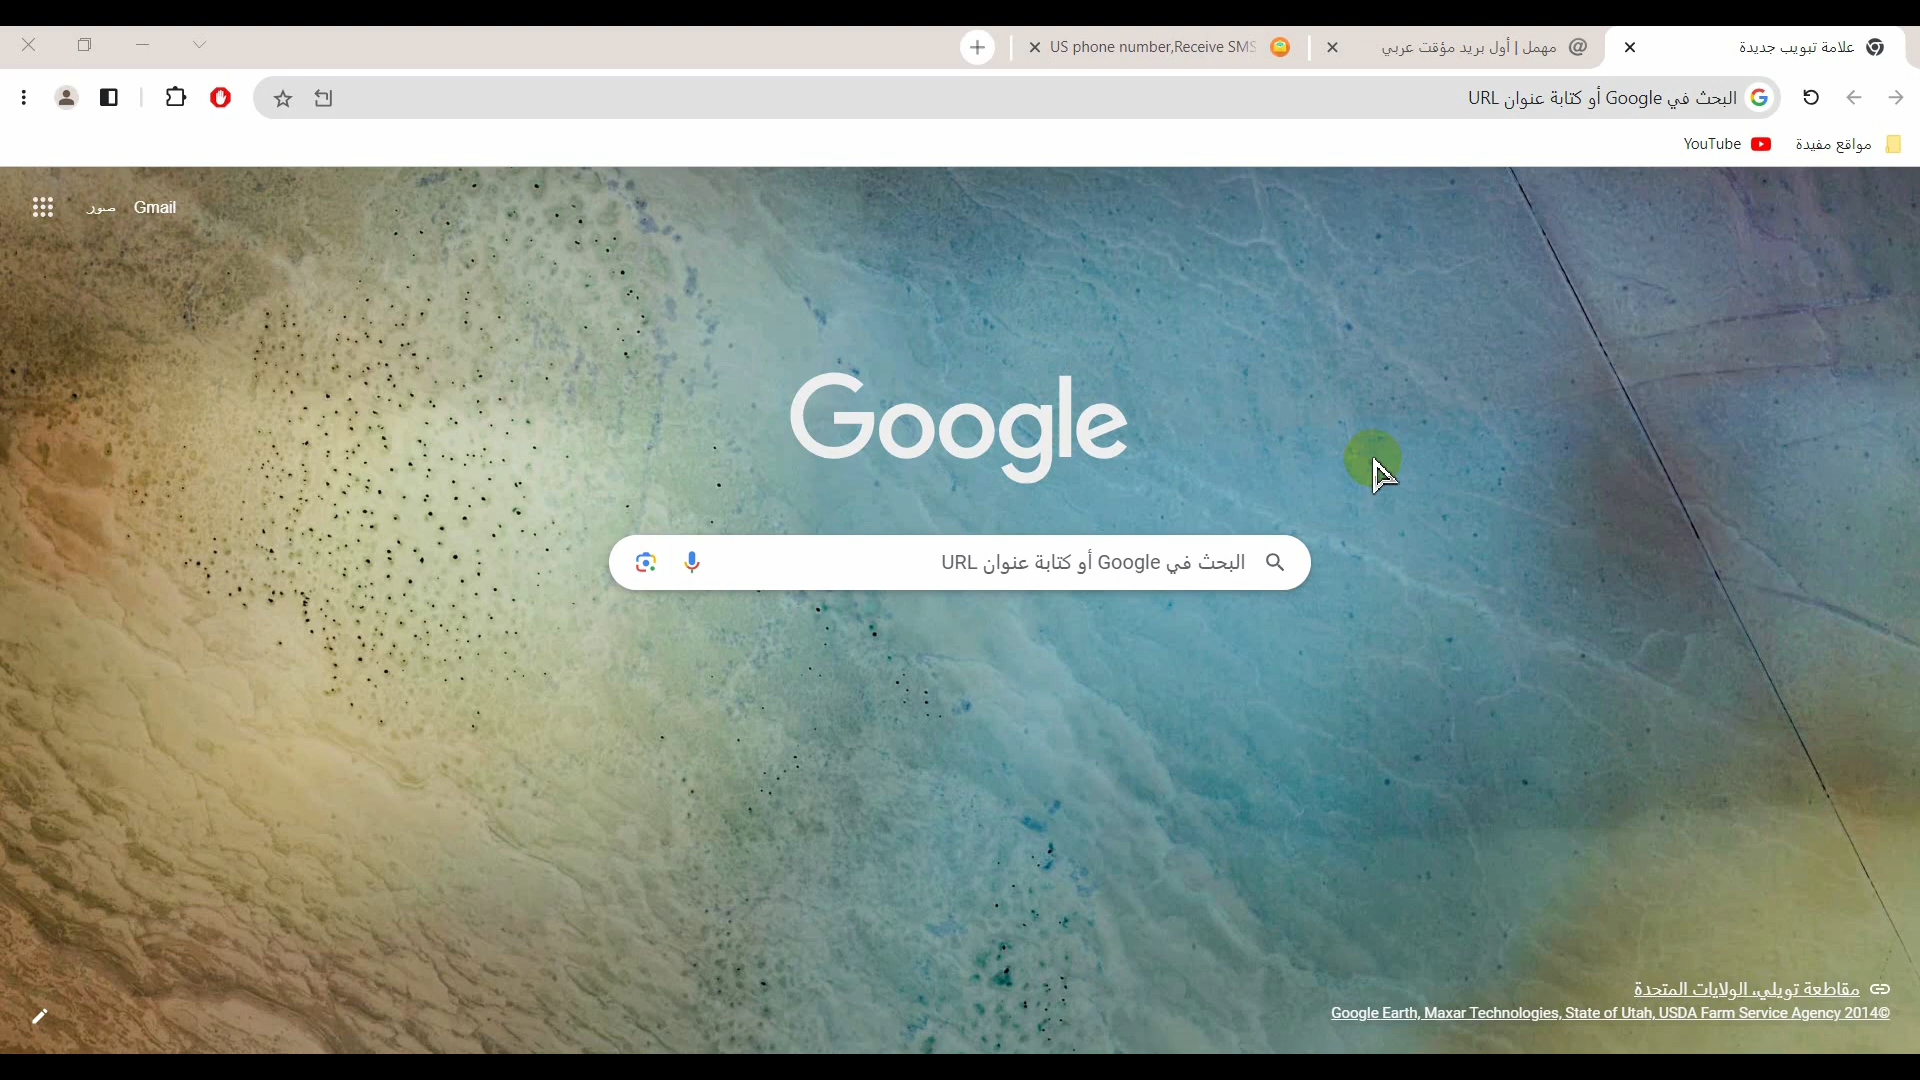 علامة تبويب جديدة
مهمل | أول بريد مؤقت عربي
US phone number,Receive SMS
البحث في Google أو كتابة عنوان URL
مواقع مفيدة
YouTube
Gmail
صور
Google
البحث في Google أو كتابة عنوان URL
مقاطعة تويلي، الولايات المتحدة
Google Earth, Maxar Technologies, State of Utah, USDA Farm Service Agency 2014©